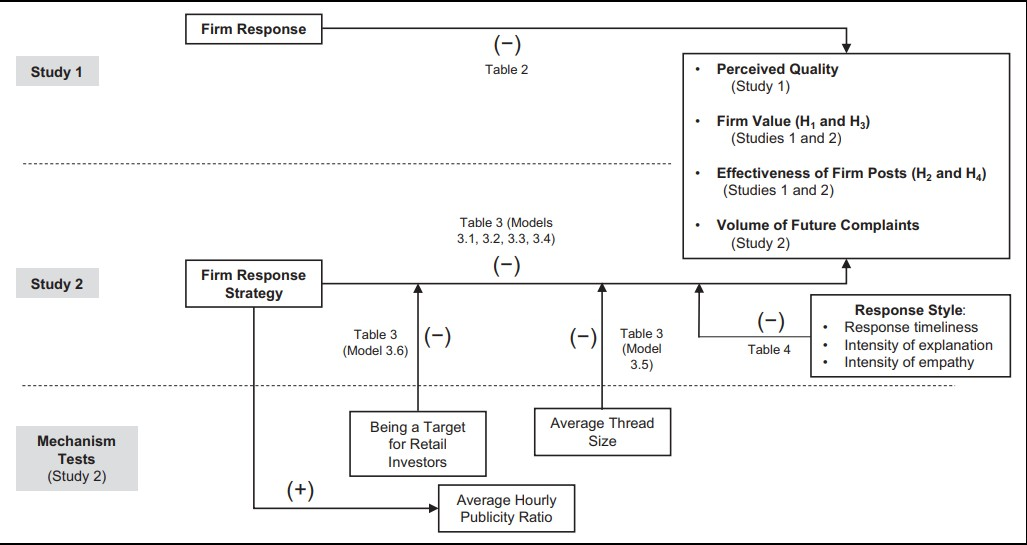 Firm Response
(−)
Table 2
Study 1
• Perceived Quality
(Study 1)
• Firm Value (H₁ and H₃)
(Studies 1 and 2)
• Effectiveness of Firm Posts (H₂ and H₄)
(Studies 1 and 2)
• Volume of Future Complaints
(Study 2)
Table 3 (Models
3.1, 3.2, 3.3, 3.4)
(−)
Study 2
Firm Response
Strategy
Table 3
(Model 3.6)
(−)
(−)
Table 3
(Model
3.5)
(−)
Table 4
Response Style:
• Response timeliness
• Intensity of explanation
• Intensity of empathy
Mechanism
Tests
(Study 2)
Being a Target
for Retail
Investors
Average Thread
Size
(+)
Average Hourly
Publicity Ratio